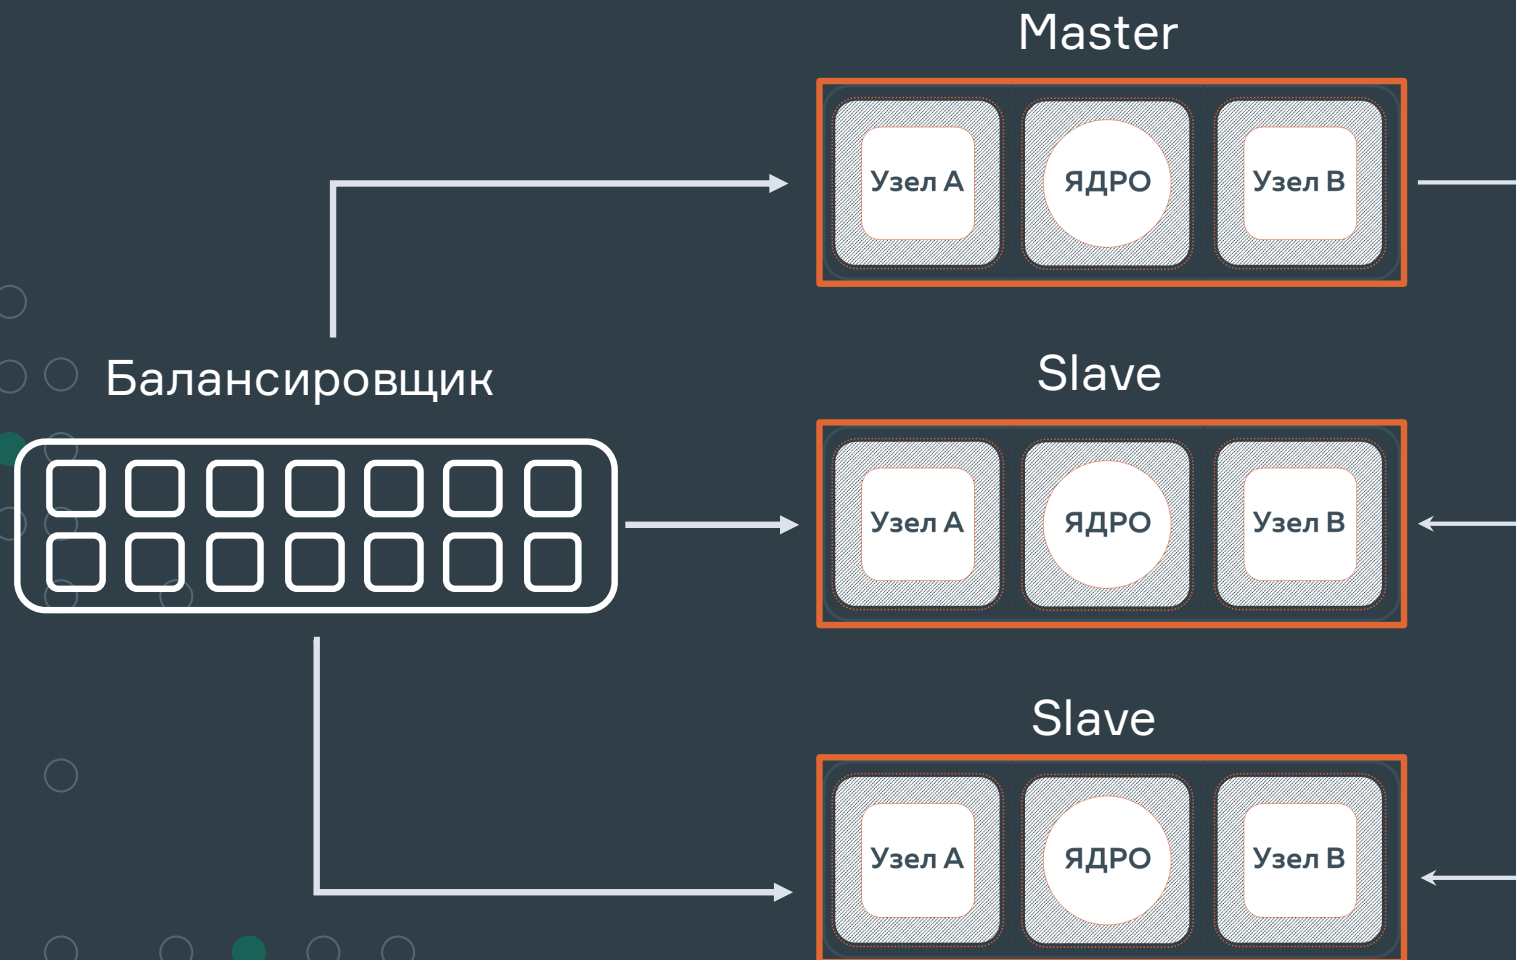 Master
Узел A
ЯДРО
Узел B
Балансировщик
Slave
Узел A
ЯДРО
Узел B
Slave
Узел A
ЯДРО
Узел B